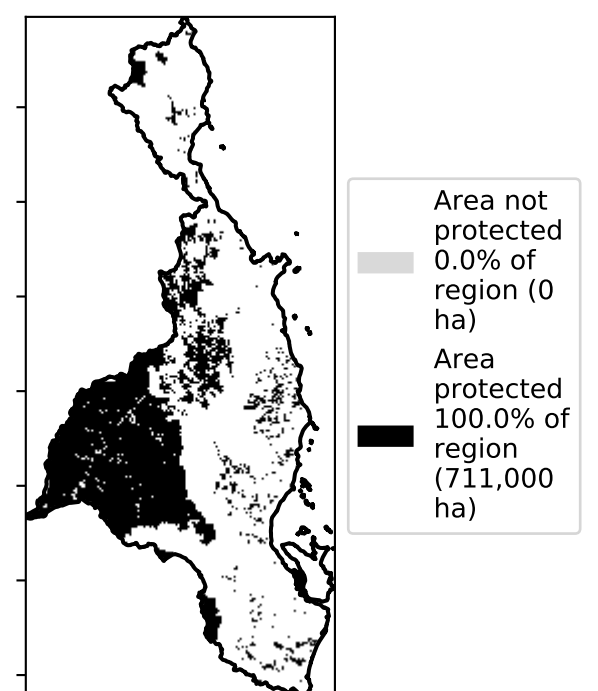 Area not
protected
0.0% of
region (0
ha)
Area
protected
100.0% of
region
(711,000
ha)